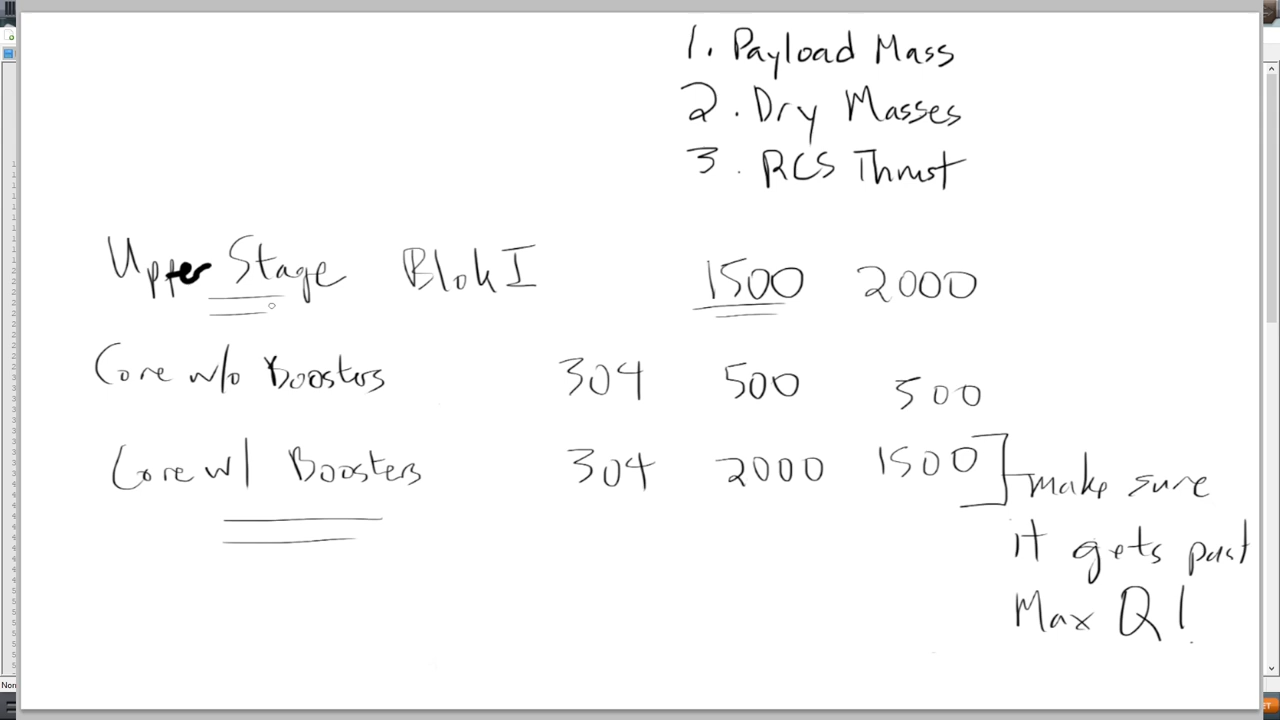 1. Payload Mass
2. Dry Masses
3. RCS Thrust
Upper Stage Blok I 1500 2000
Core w/o Boosters 304 500 500
Core w/ Boosters 304 2000 1500
make sure
it gets past
Max Q!